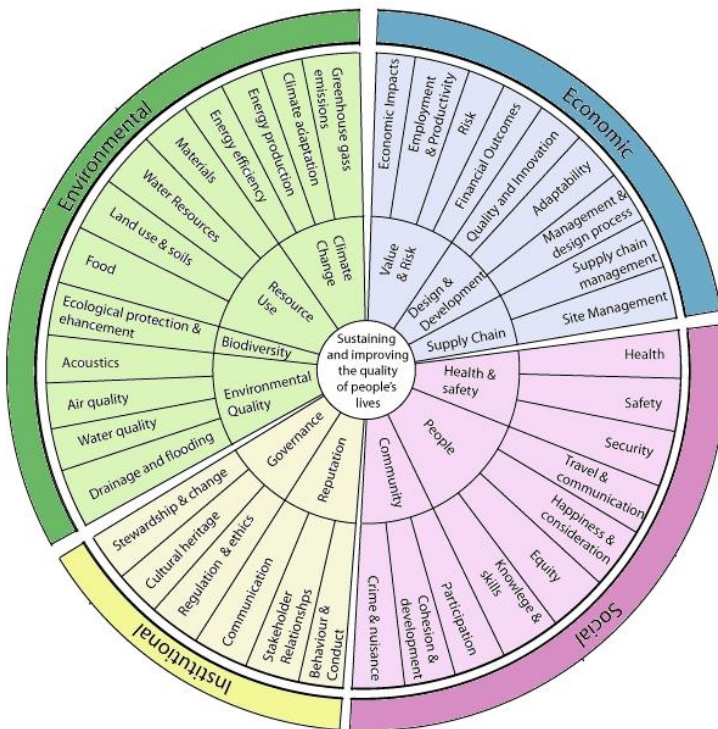 Environmental
Economic
Social
Institutional
Greenhouse gass
emissions
Climate adaptation
Energy production
Energy efficiency
Materials
Water Resources
Land use & soils
Food
Ecological protection &
ehancement
Acoustics
Air quality
Water quality
Drainage and flooding
Climate
Change
Resource
Use
Biodiversity
Environmental
Quality
Economic Impacts
Employment
& Productivity
Risk
Financial Outcomes
Quality and Innovation
Adaptability
Management &
design process
Supply chain
management
Site Management
Value
& Risk
Design &
Development
Supply Chain
Sustaining
and improving
the quality
of people's
lives
Health &
safety
People
Community
Health
Safety
Security
Travel &
communication
Happiness &
consideration
Equity
Knowlege &
skills
Participation
Cohesion &
development
Crime & nuisance
Governance
Reputation
Stewardship & change
Cultural heritage
Regulation & ethics
Communication
Stakeholder
Relationshps
Behaviour &
Conduct